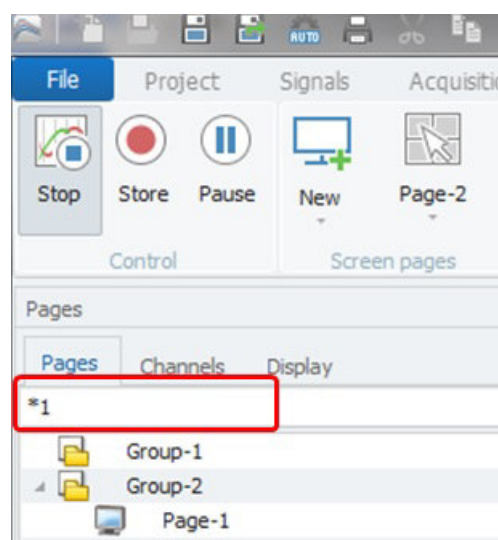 AUTO
File Project Signals Acquisitio
Stop Store Pause New Page-2
Control Screen pages
Pages
Pages Channels Display
*1
Group-1
Group-2
Page-1